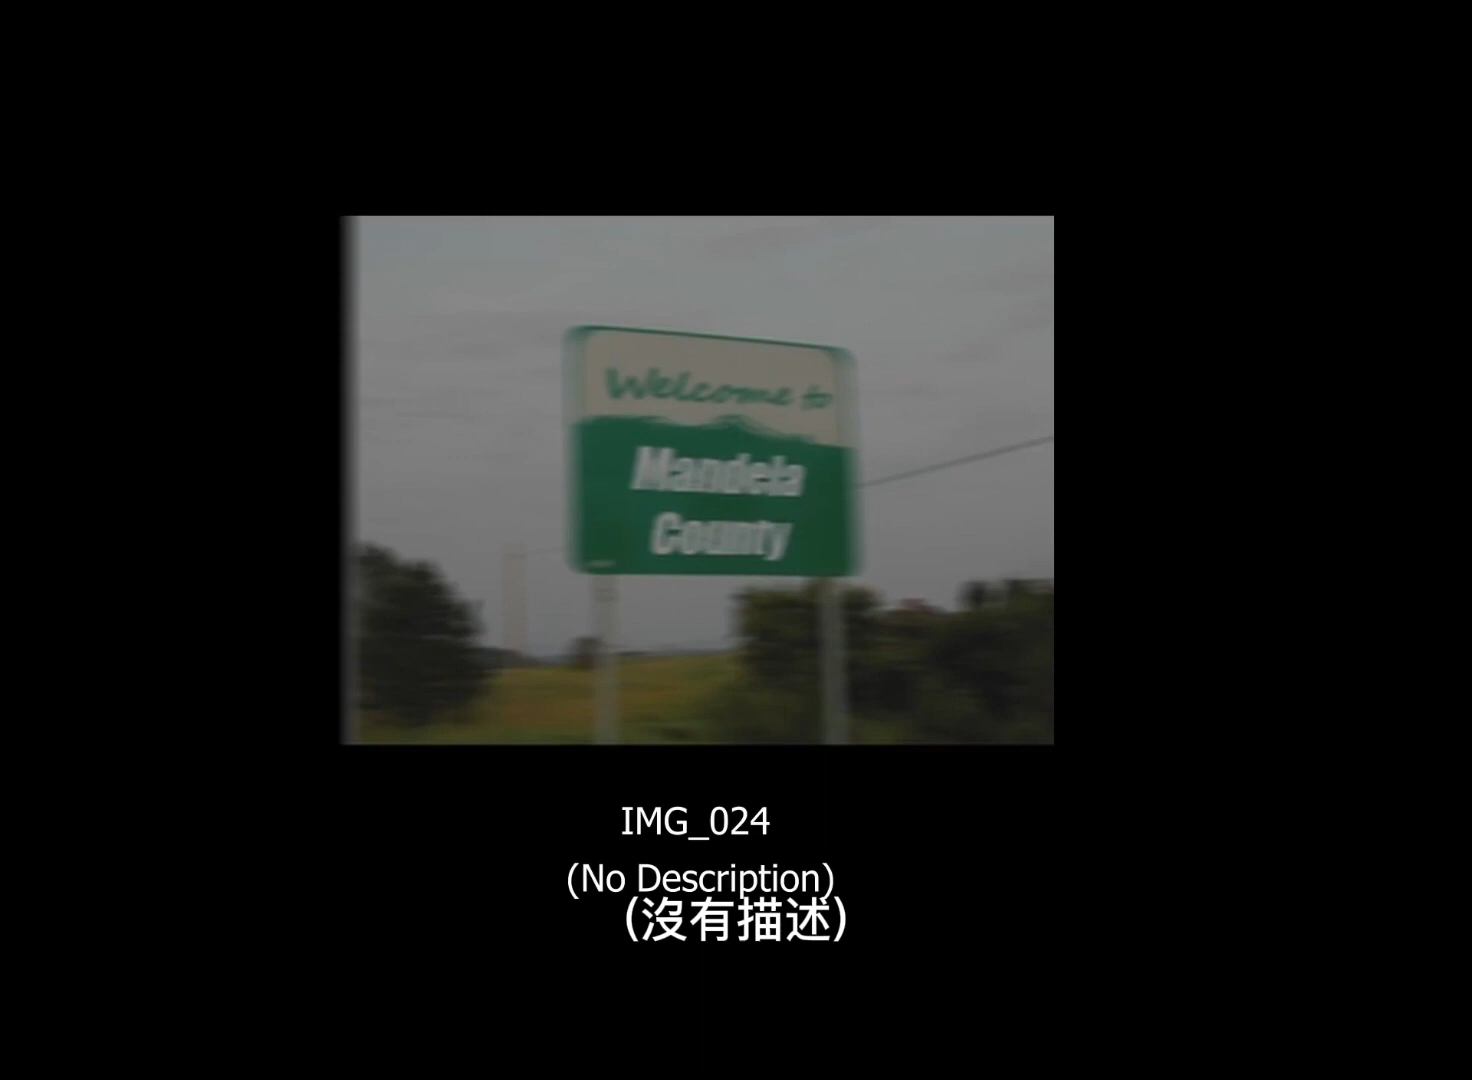 Welcome to
Mandela
County
IMG_024
(No Description)
(沒有描述)